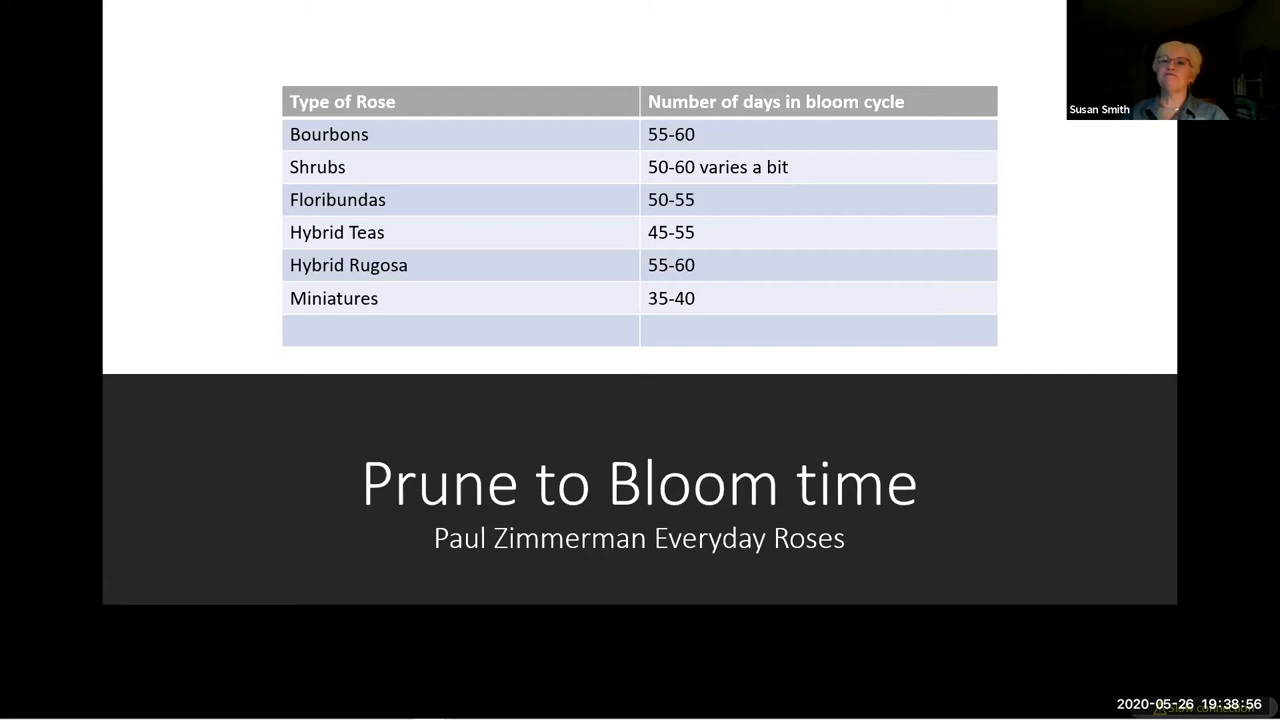 Type of Rose Number of days in bloom cycle
Bourbons 55-60
Shrubs 50-60 varies a bit
Floribundas 50-55
Hybrid Teas 45-55
Hybrid Rugosa 55-60
Miniatures 35-40
Susan Smith
Prune to Bloom time
Paul Zimmerman Everyday Roses
2020-05-26 19:38:56
Slow connection